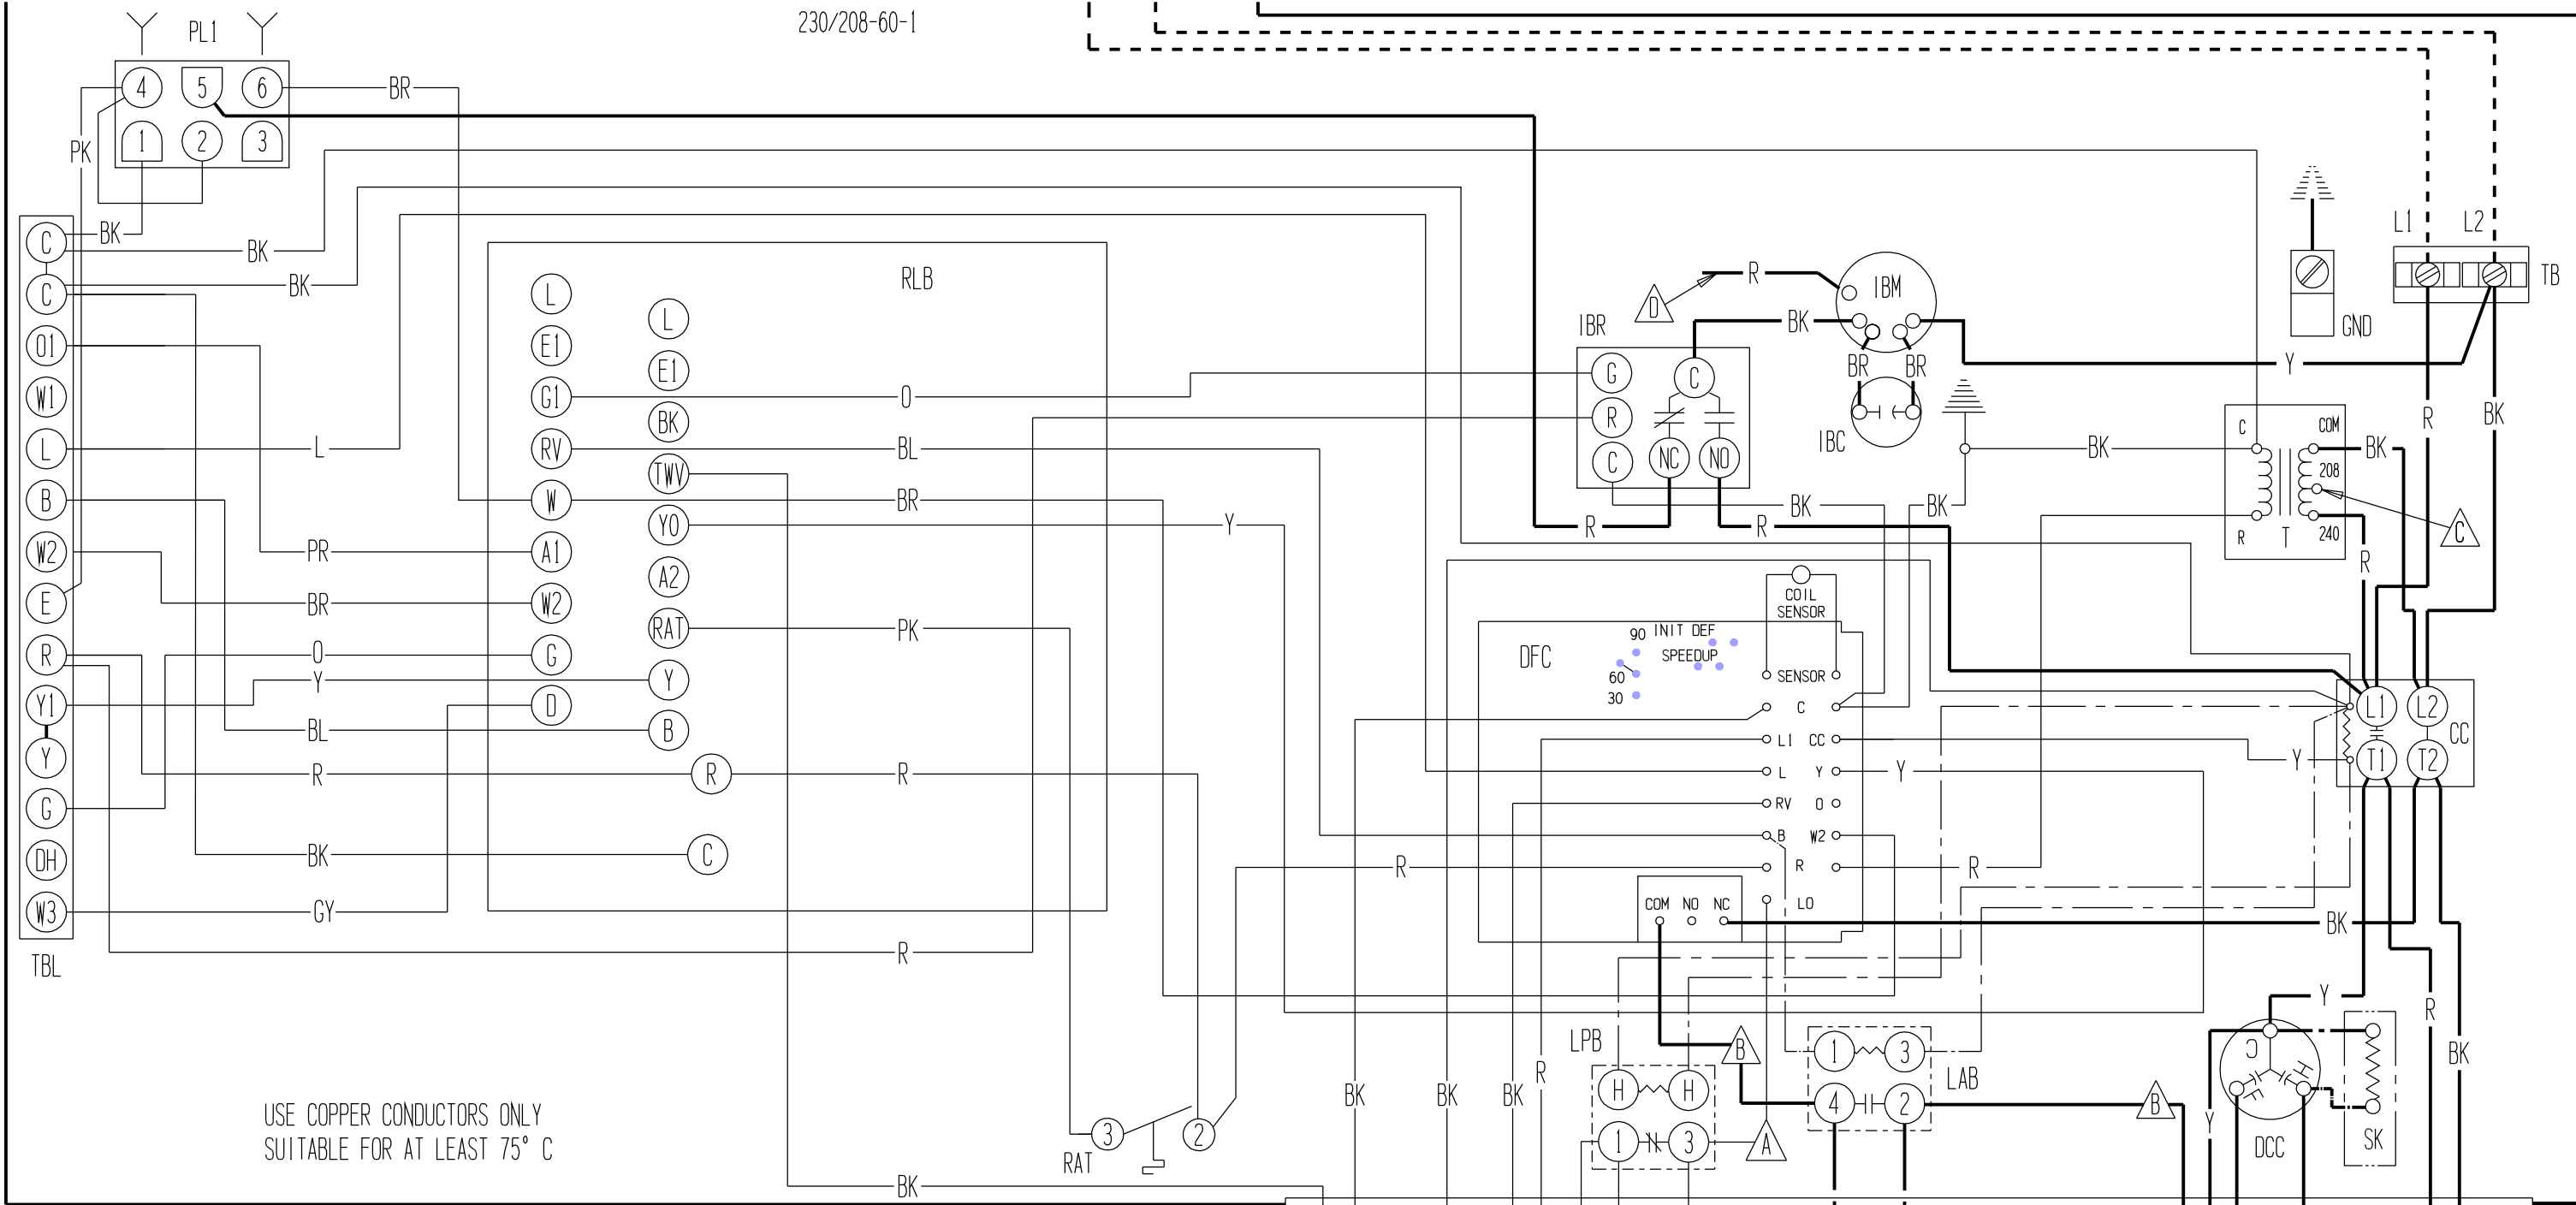 230/208-60-1
PL1
4 5 6
BR
1 2 3
PK
BK
BK
BK
C
C
O1
W1
L
B
W2
E
R
Y1
Y
G
DH
W3
TBL
L
PR
BR
O
Y
BL
R
BK
GY
RLB
L
E1
G1
RV
W
A1
W2
G
D
L
E1
BK
TWV
Y0
A2
RAT
Y
B
R
C
O
BL
BR
Y
PK
R
R
R
BK
RAT
3
2
USE COPPER CONDUCTORS ONLY
SUITABLE FOR AT LEAST 75° C
D
R
IBM
BK
BR
BR
IBC
IBR
G
R
C
C
NC
NO
R
R
BK
BK
BK
Y
GND
L1
L2
TB
R
BK
C
COM
208
240
R
T
BK
R
C
COIL
SENSOR
DFC
90
INIT DEF
SPEEDUP
60
30
SENSOR
C
L1 CC
L Y
RV O
B W2
R
LO
COM NO NC
Y
R
Y
L1
L2
T1
T2
CC
BK
BK
BK
BK
R
LPB
H
H
1
3
B
A
1
3
4
2
LAB
B
Y
Y
C
H
F
DCC
SK
R
BK